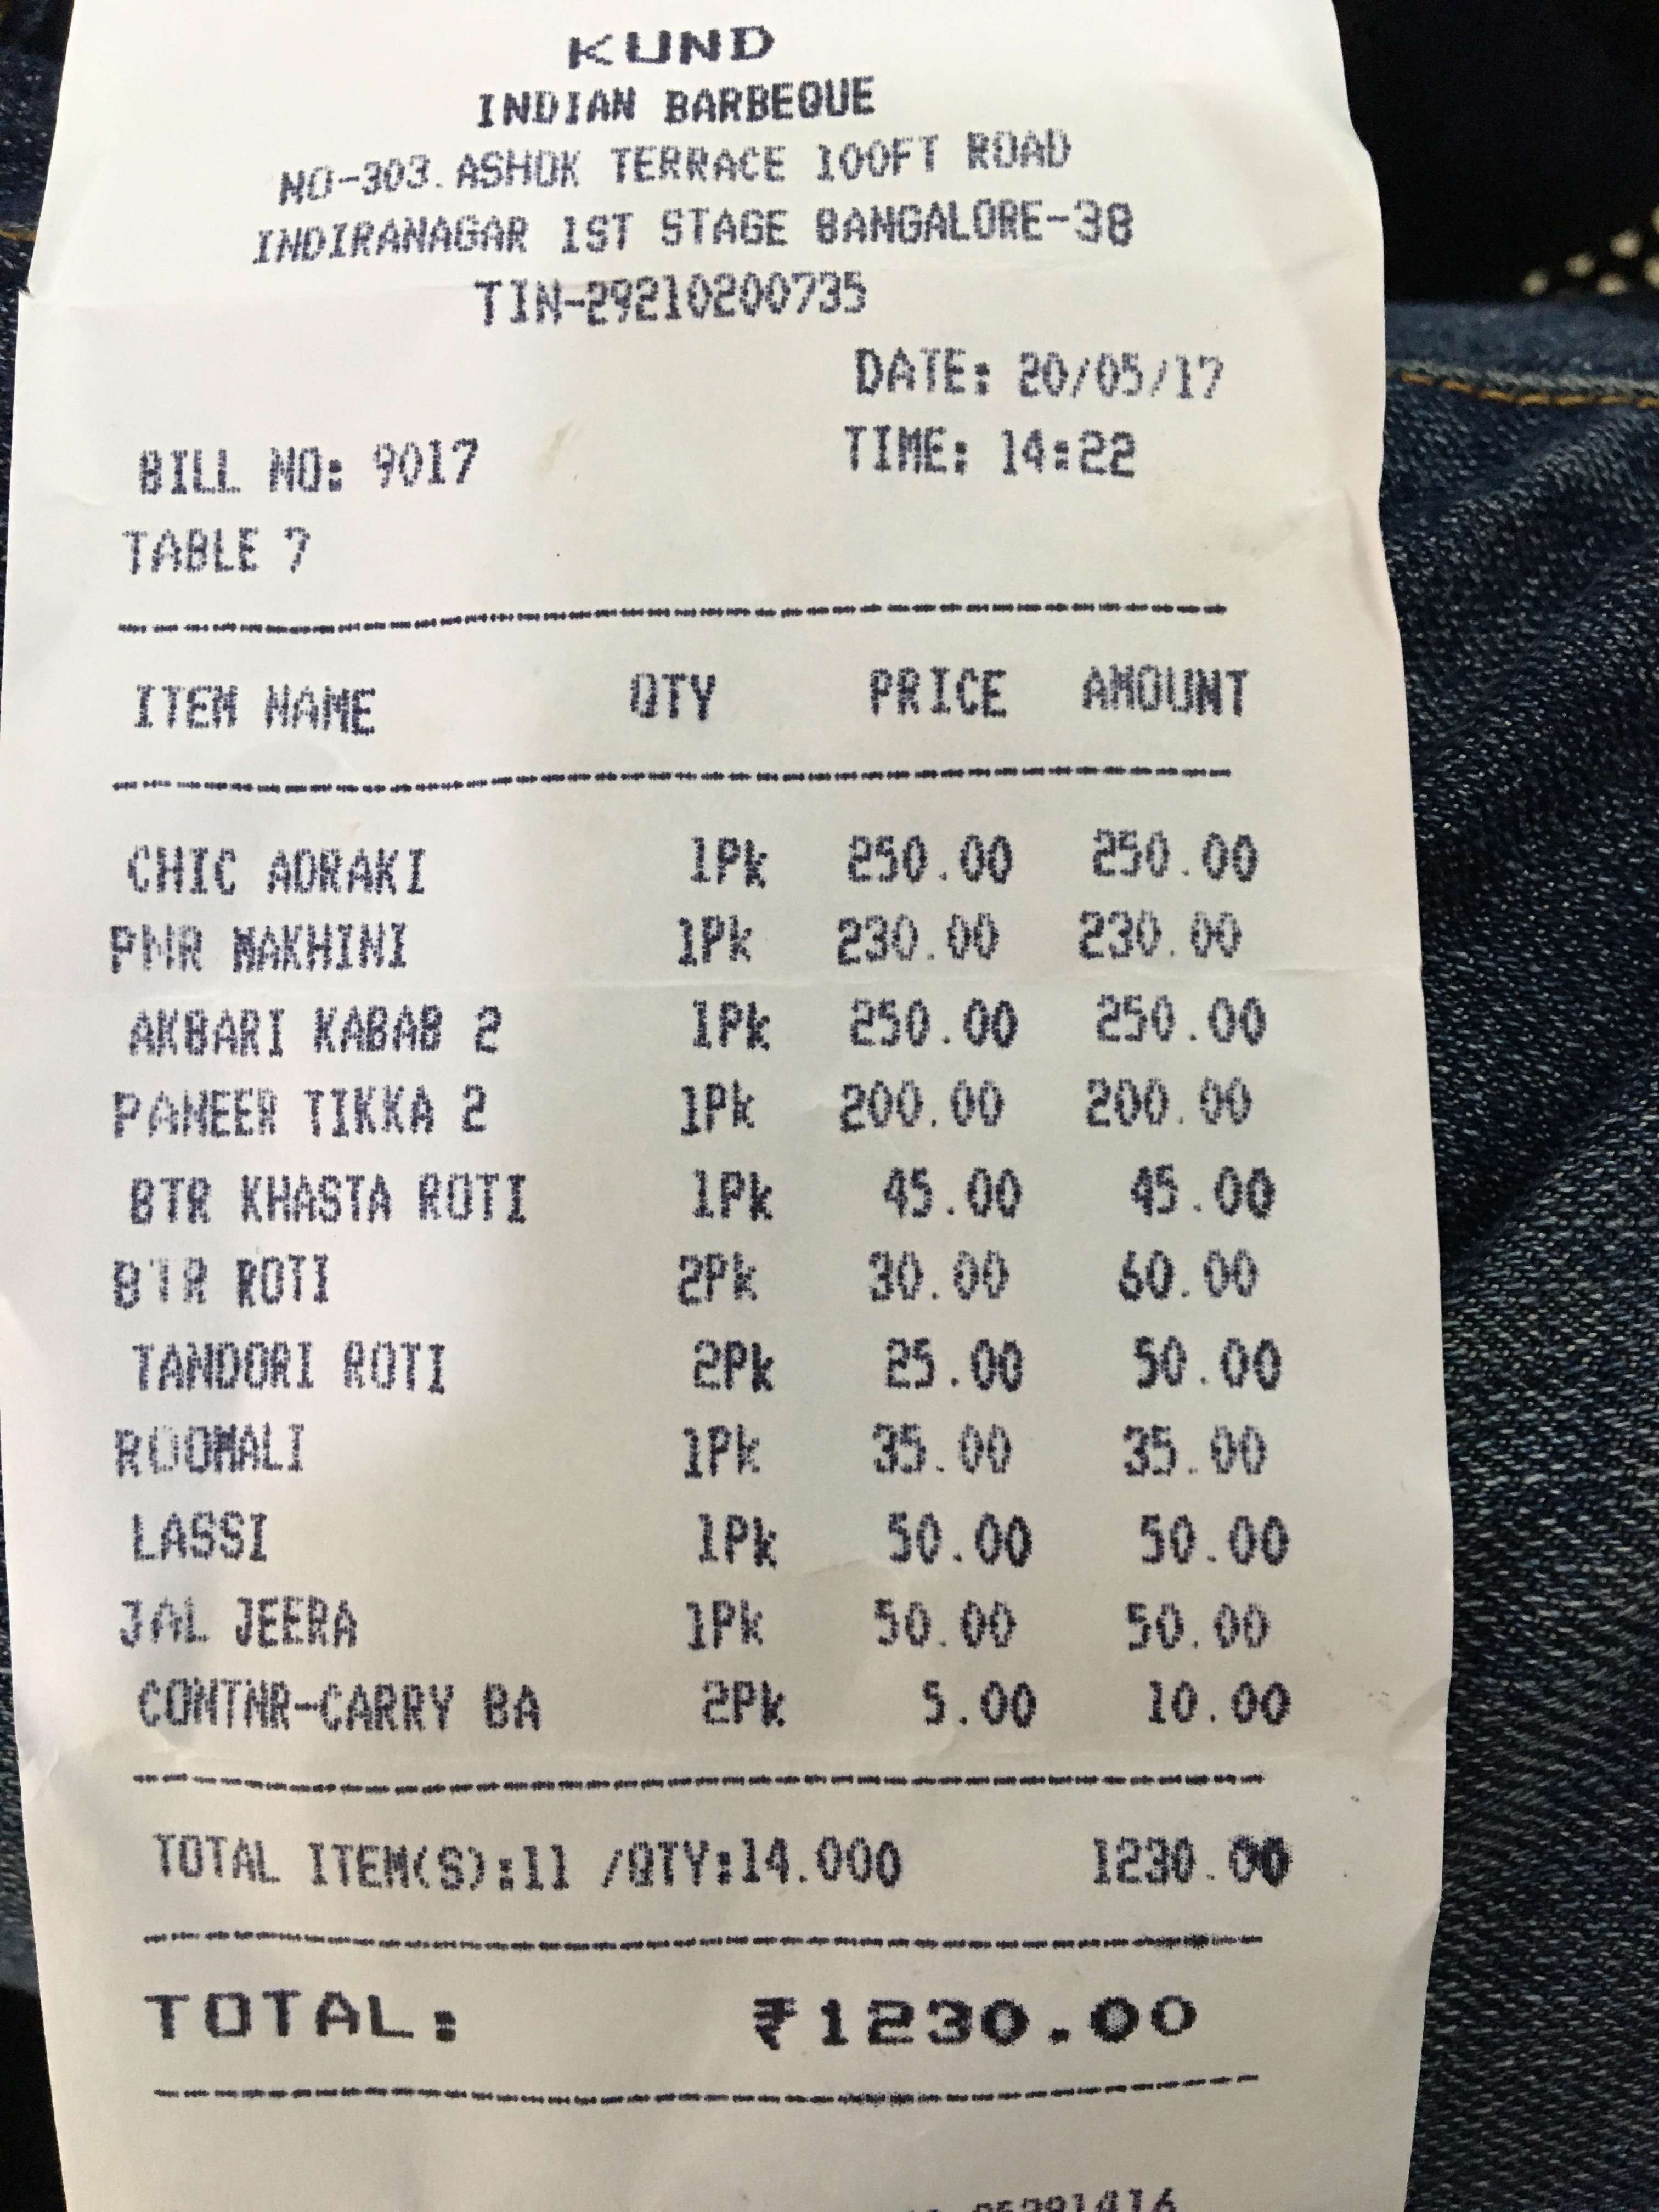 KUND
INDIAN BARBEQUE
NO-303.ASHOK TERRACE 100FT ROAD
INDIRANAGAR 1ST STAGE BANGALORE-38
TIN-29210200735
DATE: 20/05/17
BILL NO: 9017 TIME: 14:22
TABLE 7
ITEM NAME QTY PRICE AMOUNT
CHIC ADRAKI 1Pk 250.00 250.00
PNR MAKHINI 1Pk 230.00 230.00
AKBARI KABAB 2 1Pk 250.00 250.00
PANEER TIKKA 2 1Pk 200.00 200.00
BTR KHASTA ROTI 1Pk 45.00 45.00
BTR ROTI 2Pk 30.00 60.00
TANDORI ROTI 2Pk 25.00 50.00
ROOMALI 1Pk 35.00 35.00
LASSI 1Pk 50.00 50.00
JAL JEERA 1Pk 50.00 50.00
CONTNR-CARRY BA 2Pk 5.00 10.00
TOTAL ITEM(S):11 /QTY:14.000 1230.00
TOTAL: ₹1230.00